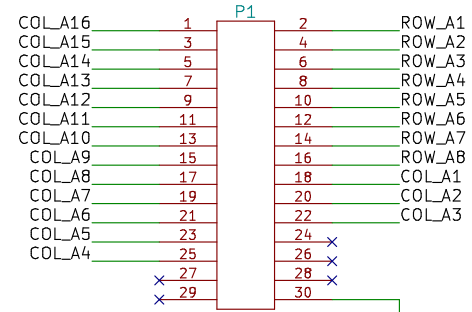 P1
COL_A16 1 2 ROW_A1
COL_A15 3 4 ROW_A2
COL_A14 5 6 ROW_A3
COL_A13 7 8 ROW_A4
COL_A12 9 10 ROW_A5
COL_A11 11 12 ROW_A6
COL_A10 13 14 ROW_A7
COL_A9 15 16 ROW_A8
COL_A8 17 18 COL_A1
COL_A7 19 20 COL_A2
COL_A6 21 22 COL_A3
COL_A5 23 24
COL_A4 25 26
27 28
29 30